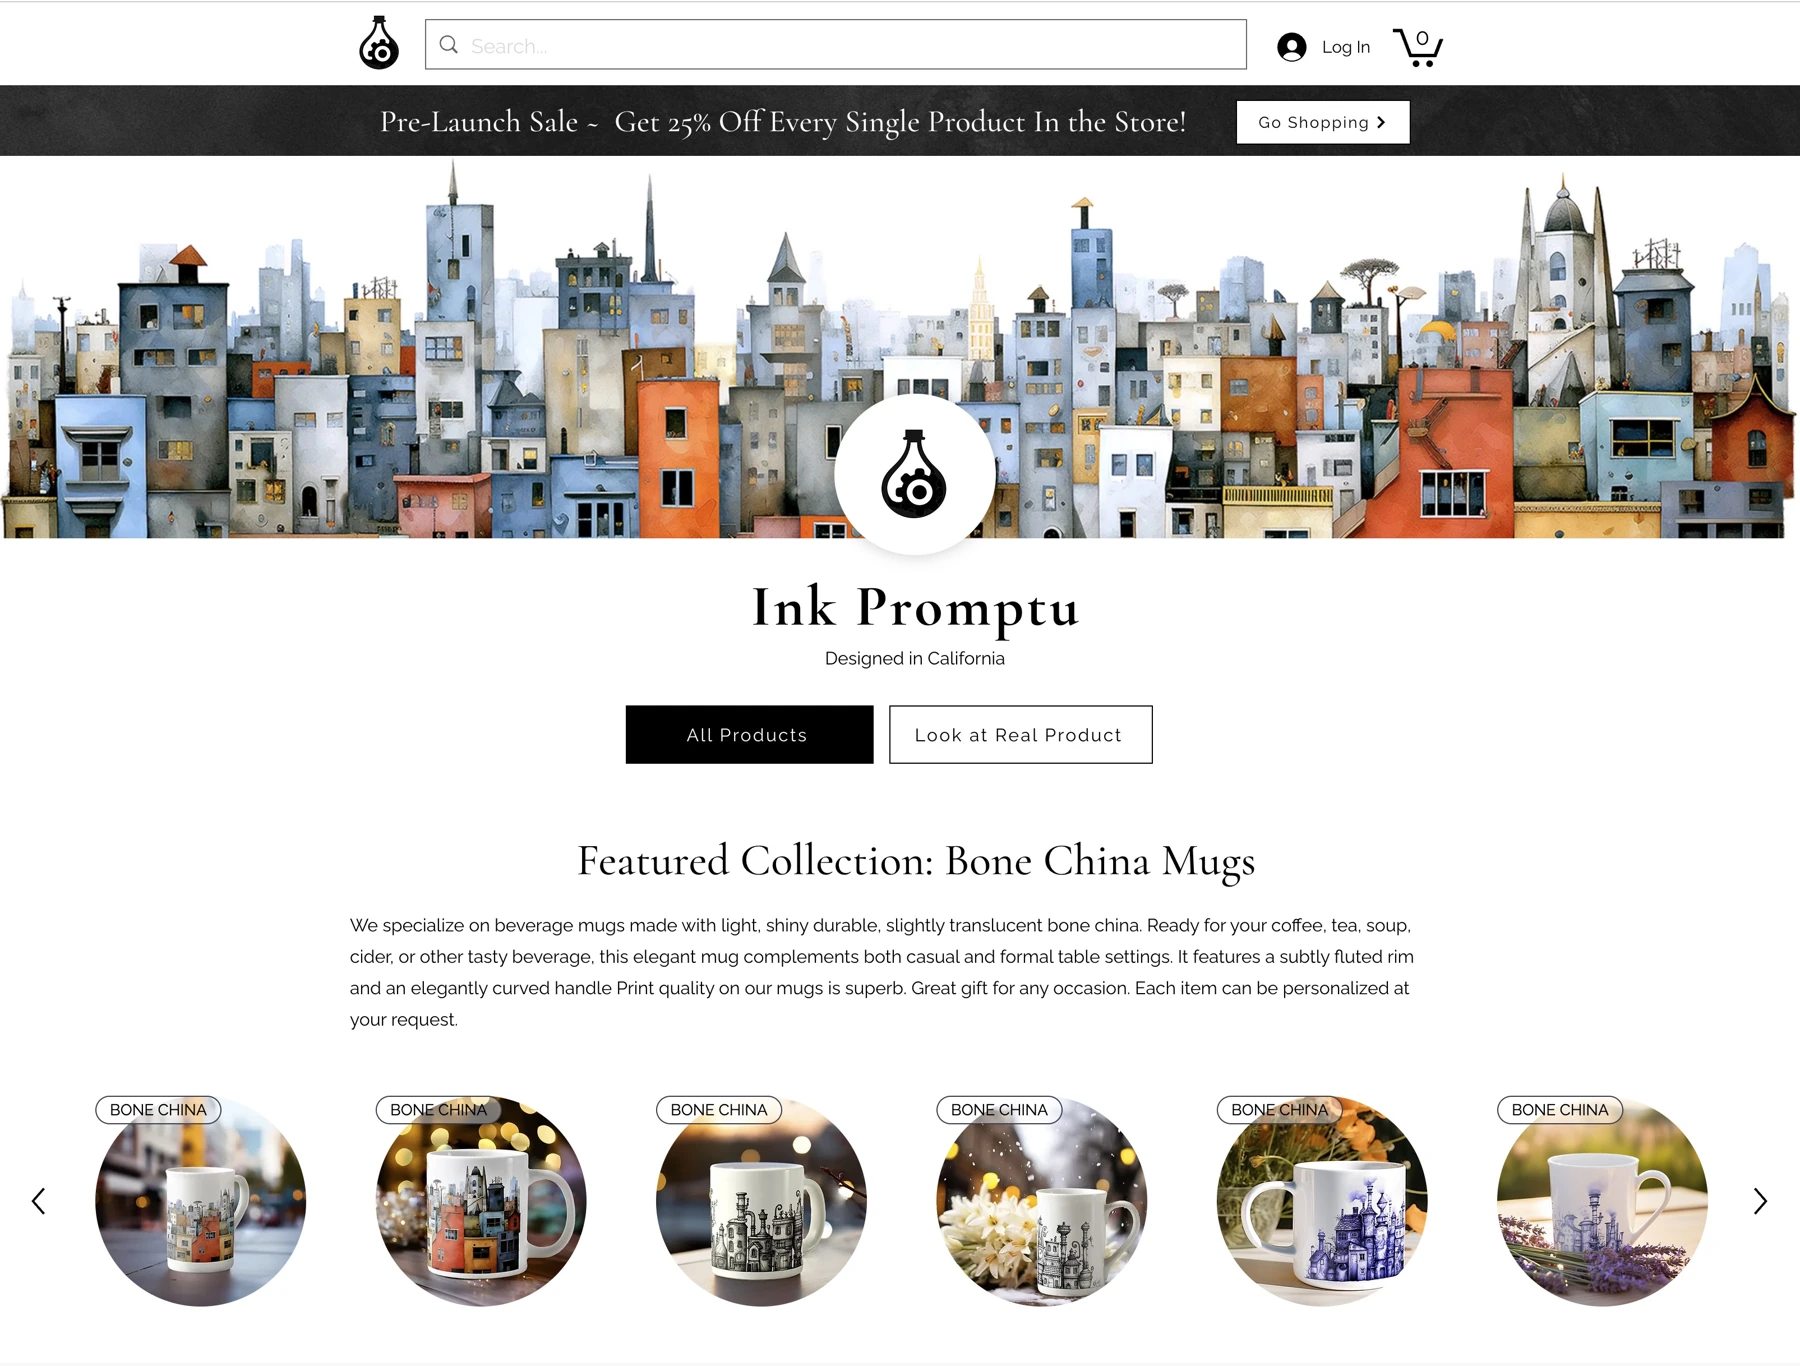 Search...
Log In
0
Pre-Launch Sale ~ Get 25% Off Every Single Product In the Store!
Go Shopping
Ink Promptu
Designed in California
All Products
Look at Real Product
Featured Collection: Bone China Mugs
We specialize on beverage mugs made with light, shiny durable, slightly translucent bone china. Ready for your coffee, tea, soup,
cider, or other tasty beverage, this elegant mug complements both casual and formal table settings. It features a subtly fluted rim
and an elegantly curved handle Print quality on our mugs is superb. Great gift for any occasion. Each item can be personalized at
your request.
BONE CHINA
BONE CHINA
BONE CHINA
BONE CHINA
BONE CHINA
BONE CHINA